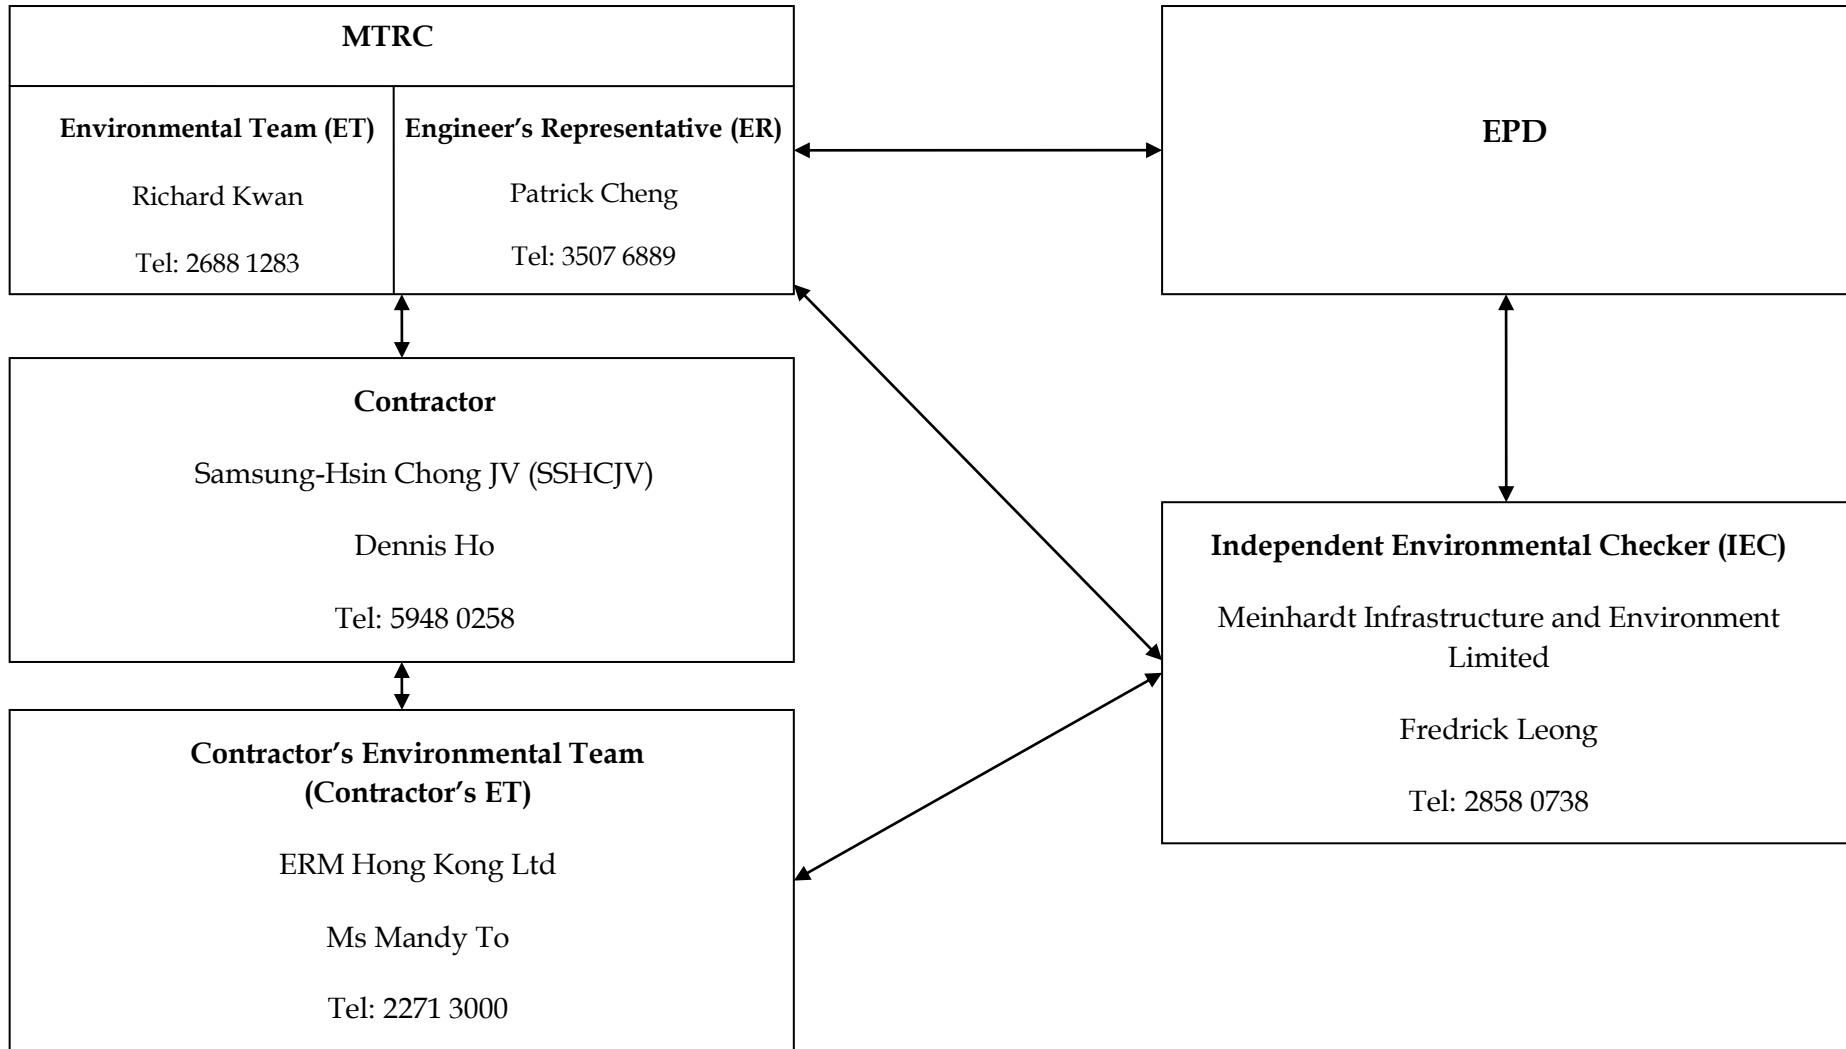 MTRC
Environmental Team (ET)
Richard Kwan
Tel: 2688 1283
Engineer’s Representative (ER)
Patrick Cheng
Tel: 3507 6889
EPD
Contractor
Samsung-Hsin Chong JV (SSHCJV)
Dennis Ho
Tel: 5948 0258
Independent Environmental Checker (IEC)
Meinhardt Infrastructure and Environment
Limited
Fredrick Leong
Tel: 2858 0738
Contractor’s Environmental Team
(Contractor’s ET)
ERM Hong Kong Ltd
Ms Mandy To
Tel: 2271 3000